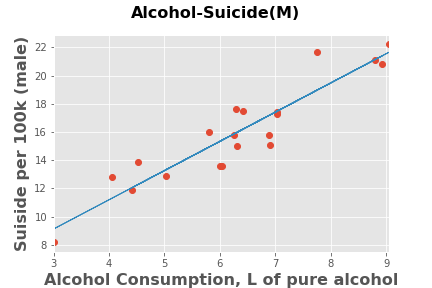 Alcohol-Suicide(M)
Suiside per 100k (male)
22
20
18
16
14
12
10
8
3 4 5 6 7 8 9
Alcohol Consumption, L of pure alcohol